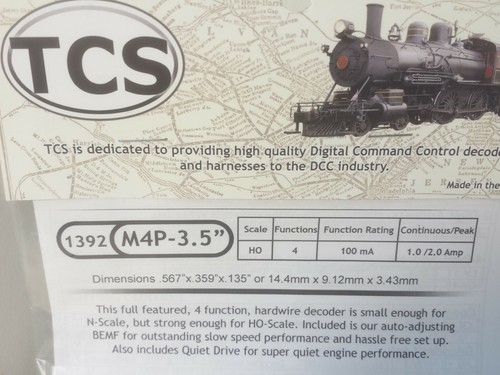 TCS
TCS is dedicated to providing high quality Digital Command Control decod
and harnesses to the DCC industry.
Made in the
1392 M4P-3.5”
Scale Functions Function Rating Continuous/Peak
HO 4 100 mA 1.0 /2.0 Amp
Dimensions .567"x.359"x.135" or 14.4mm x 9.12mm x 3.43mm
This full featured, 4 function, hardwire decoder is small enough for
N-Scale, but strong enough for HO-Scale. Included is our auto-adjusting
BEMF for outstanding slow speed performance and hassle free set up.
Also includes Quiet Drive for super quiet engine performance.